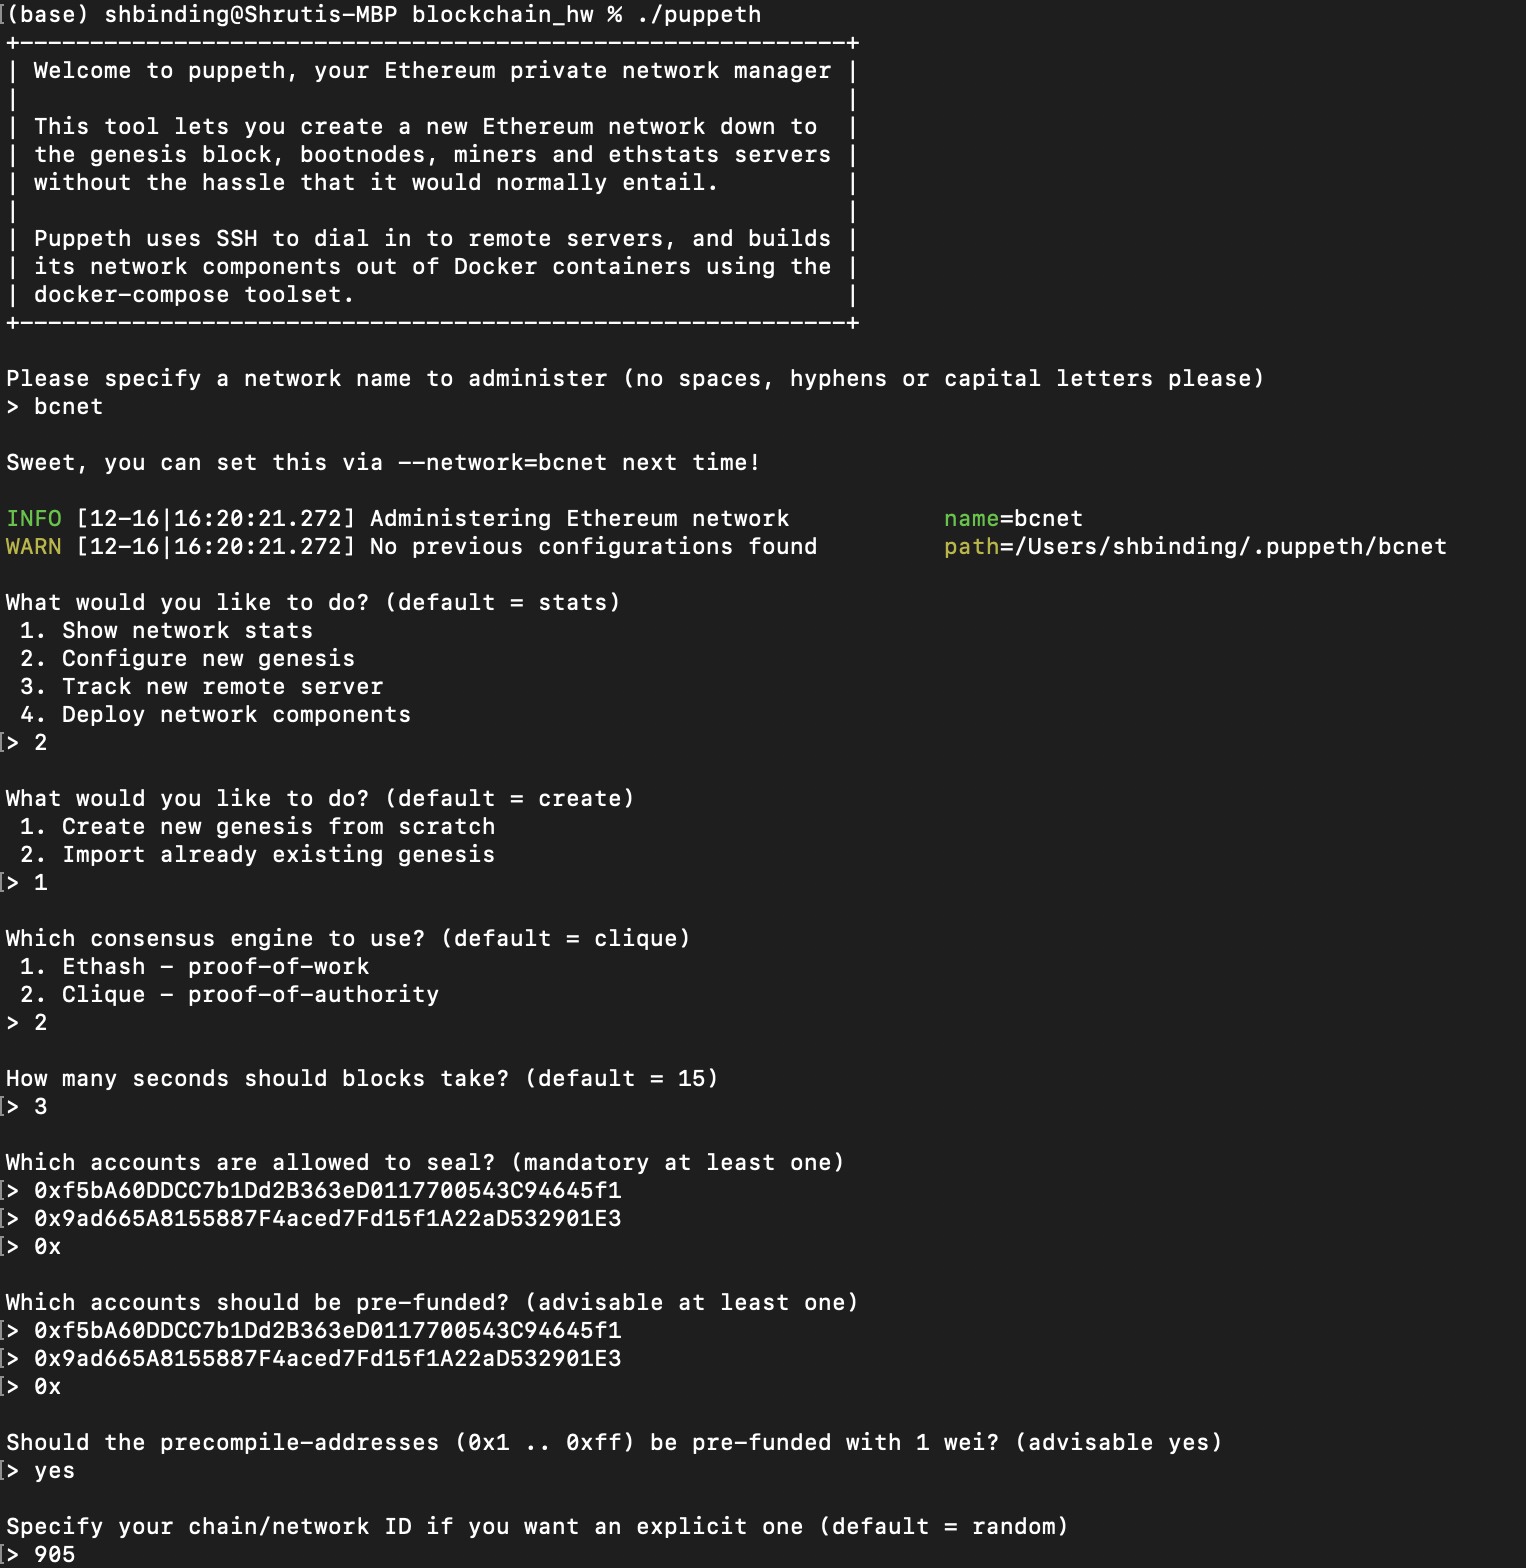 (base) shbinding@Shrutis-MBP blockchain_hw % ./puppeth
+-----------------------------------------------------------+
| Welcome to puppeth, your Ethereum private network manager |
|                                                           |
| This tool lets you create a new Ethereum network down to  |
| the genesis block, bootnodes, miners and ethstats servers |
| without the hassle that it would normally entail.         |
|                                                           |
| Puppeth uses SSH to dial in to remote servers, and builds |
| its network components out of Docker containers using the |
| docker-compose toolset.                                   |
+-----------------------------------------------------------+
Please specify a network name to administer (no spaces, hyphens or capital letters please)
> bcnet
Sweet, you can set this via --network=bcnet next time!
INFO [12-16|16:20:21.272] Administering Ethereum network           name=bcnet
WARN [12-16|16:20:21.272] No previous configurations found         path=/Users/shbinding/.puppeth/bcnet
What would you like to do? (default = stats)
 1. Show network stats
 2. Configure new genesis
 3. Track new remote server
 4. Deploy network components
> 2
What would you like to do? (default = create)
 1. Create new genesis from scratch
 2. Import already existing genesis
> 1
Which consensus engine to use? (default = clique)
 1. Ethash - proof-of-work
 2. Clique - proof-of-authority
> 2
How many seconds should blocks take? (default = 15)
> 3
Which accounts are allowed to seal? (mandatory at least one)
> 0xf5bA60DDCC7b1Dd2B363eD0117700543C94645f1
> 0x9ad665A8155887F4aced7Fd15f1A22aD532901E3
> 0x
Which accounts should be pre-funded? (advisable at least one)
> 0xf5bA60DDCC7b1Dd2B363eD0117700543C94645f1
> 0x9ad665A8155887F4aced7Fd15f1A22aD532901E3
> 0x
Should the precompile-addresses (0x1 .. 0xff) be pre-funded with 1 wei? (advisable yes)
> yes
Specify your chain/network ID if you want an explicit one (default = random)
> 905